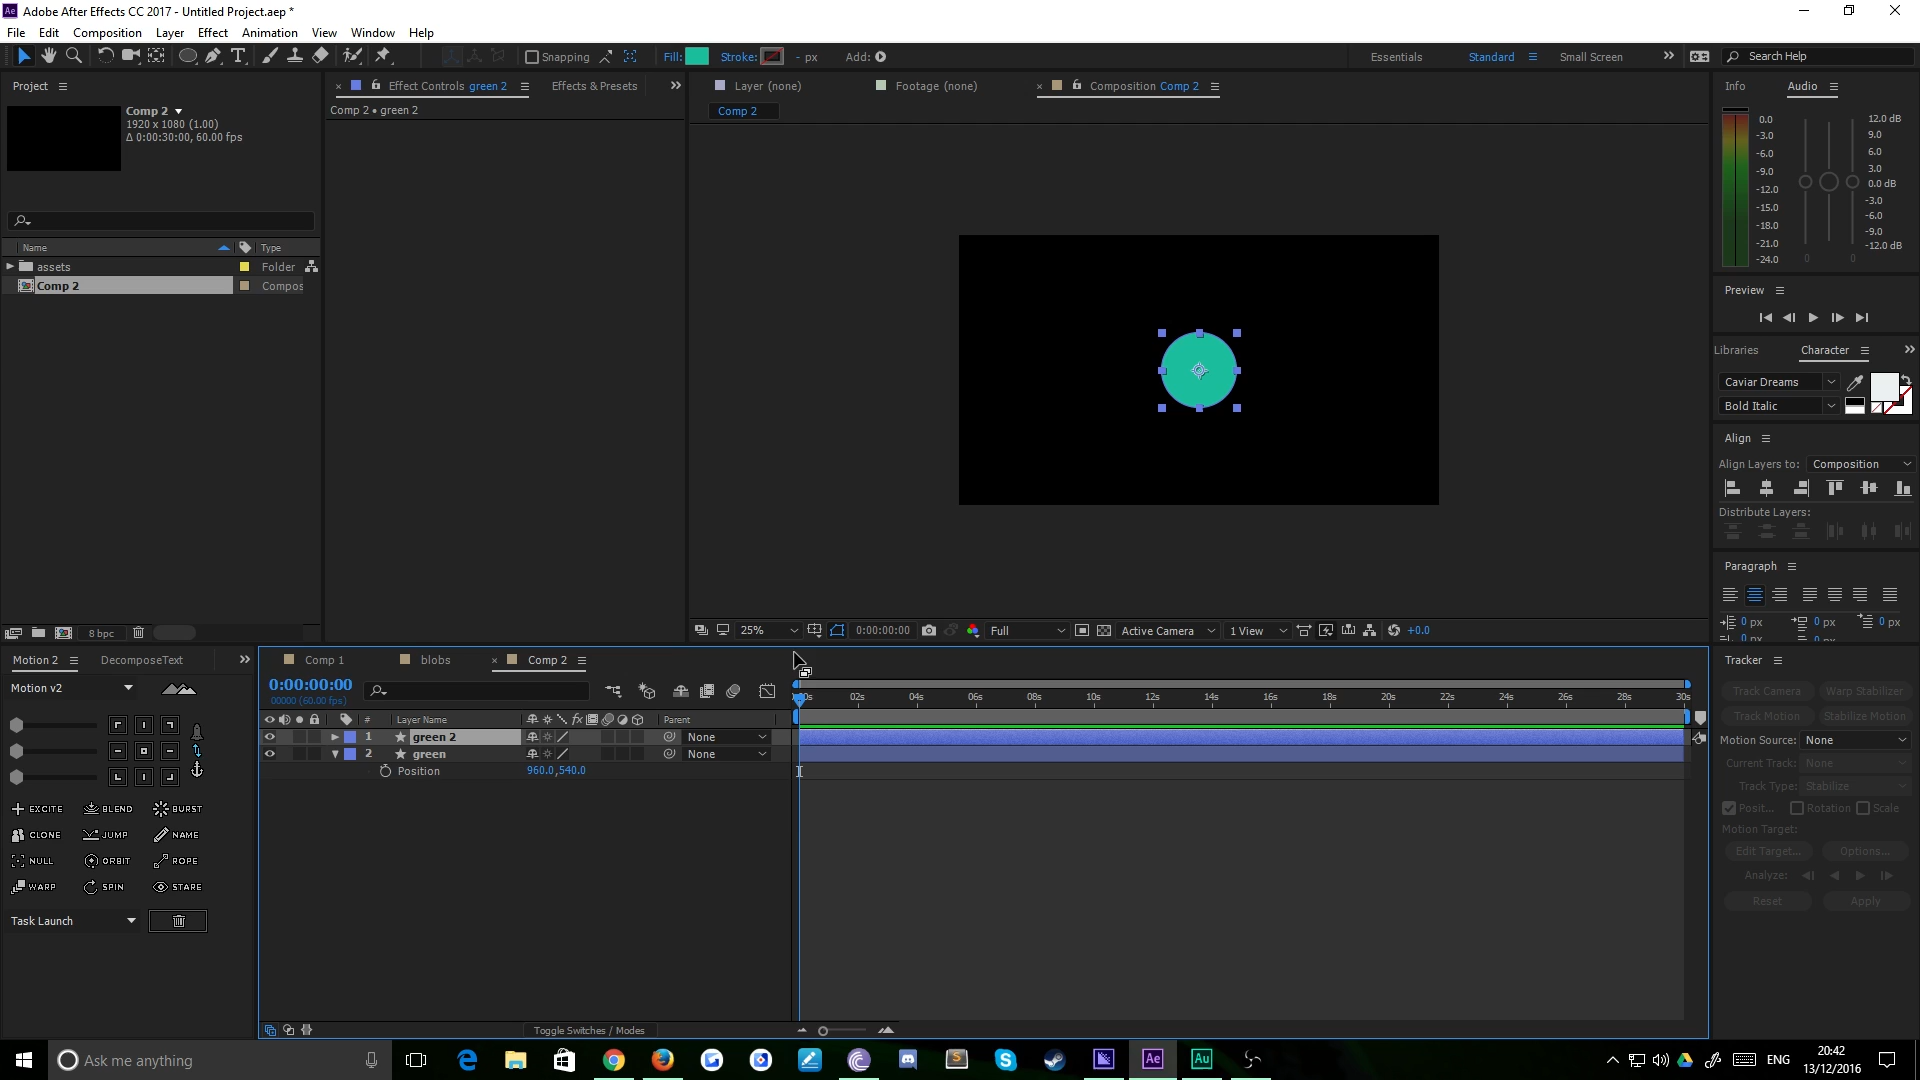 Adobe After Effects CC 2017 - Untitled Project.aep *
File Edit Composition Layer Effect Animation View Window Help
Snapping Fill: Stroke: - px Add: Essentials Standard Small Screen Search Help
Project
Comp 2
1920 x 1080 (1.00)
Δ 0:00:30:00, 60.00 fps
Name Type
assets Folder
Comp 2 Compos
8 bpc
Effect Controls green 2 Effects & Presets
Comp 2 • green 2
Layer (none) Footage (none) Composition Comp 2
Comp 2
25% 0:00:00:00 Full Active Camera 1 View +0.0
Info Audio
0.0 12.0 dB
-3.0 9.0
-6.0 6.0
-9.0 3.0
-12.0 0.0 dB
-15.0 -3.0
-18.0 -6.0
-21.0 -9.0
-24.0 -12.0 dB
0 0
Preview
Libraries Character
Caviar Dreams
Bold Italic
Align
Align Layers to: Composition
Distribute Layers:
Paragraph
0 px 0 px 0 px
0 px 0 px
Motion 2 DecomposeText
Motion v2
EXCITE BLEND BURST
CLONE JUMP NAME
NULL ORBIT ROPE
WARP SPIN STARE
Task Launch
Comp 1 blobs Comp 2
0:00:00:00
00000 (60.00 fps)
# Layer Name fx Parent
1 green 2 None
2 green None
Position 960.0,540.0
02s 04s 06s 08s 10s 12s 14s 16s 18s 20s 22s 24s 26s 28s 30s
Toggle Switches / Modes
Tracker
Track Camera Warp Stabilizer
Track Motion Stabilize Motion
Motion Source: None
Current Track: None
Track Type: Stabilize
Posit... Rotation Scale
Motion Target:
Edit Target... Options...
Analyze:
Reset Apply
Ask me anything
Ae Au
ENG
20:42
13/12/2016